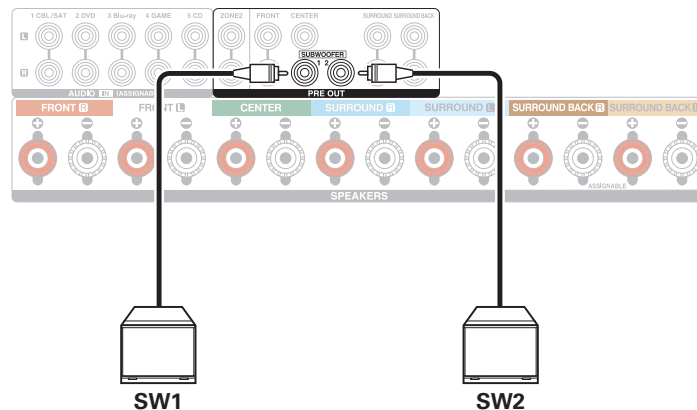 1 CBL/SAT 2 DVD 3 Blu-ray 4 GAME 5 CD ZONE2 FRONT CENTER SURROUND SURROUND BACK
L
SUBWOOFER
1 2
R
AUDIO IN (ASSIGNABLE PRE OUT
FRONT R FRONT L CENTER SURROUND R SURROUND L SURROUND BACK R SURROUND BACK L
ASSIGNABLE
SPEAKERS
SW1 SW2